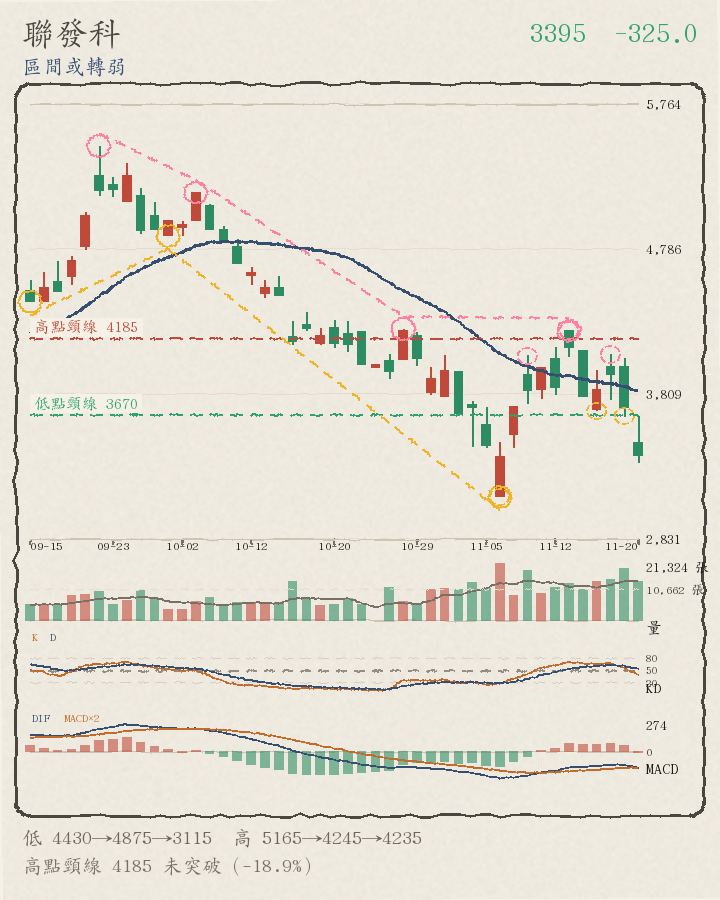 聯發科
3395 -325.0
區間或轉弱
5,764
4,786
高點頸線 4185
3,809
低點頸線 3670
2,831
09-15 09-23 10-02 10-12 10-20 10-29 11-05 11-12 11-20
21,324 張
10,662 張
量
K D
80
50
20
KD
DIF MACD×2
274
0
MACD
低 4430→4875→3115 高 5165→4245→4235
高點頸線 4185 未突破 (-18.9%)